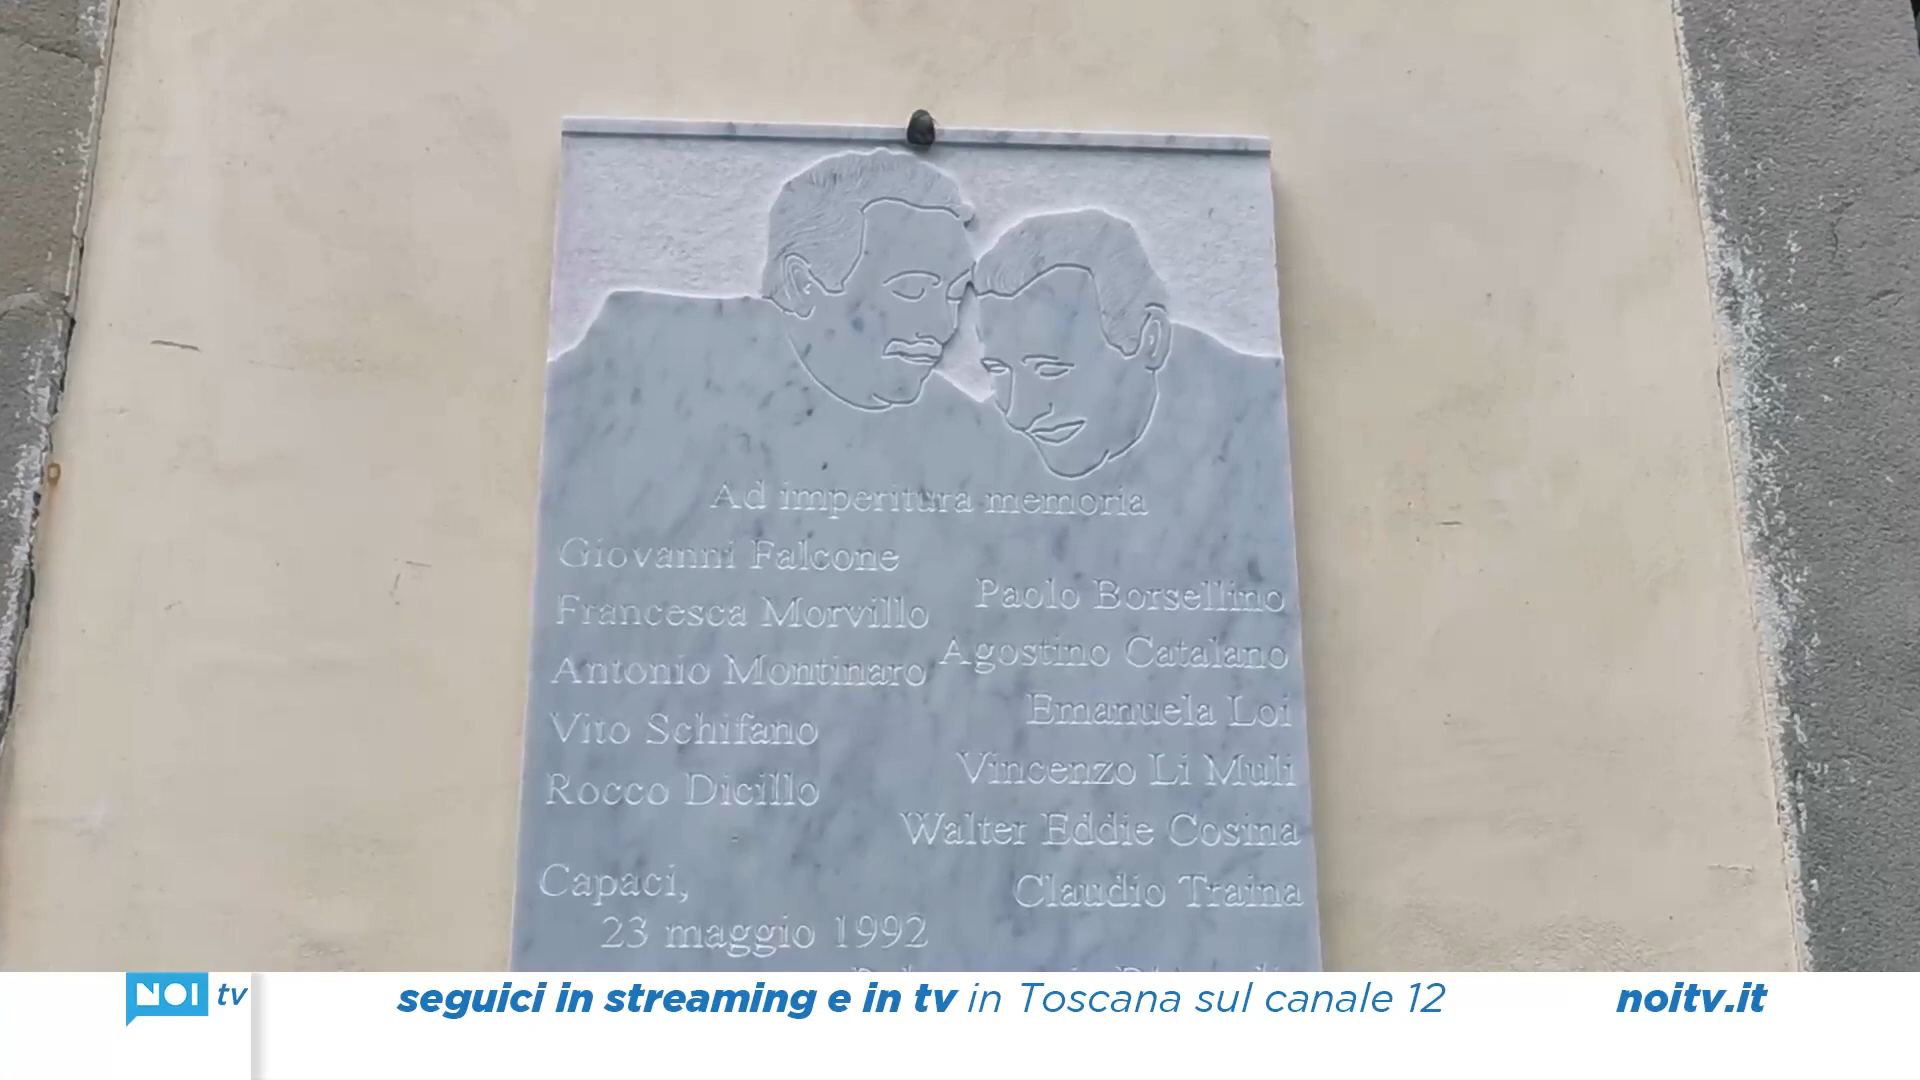 Ad imperitura memoria
Giovanni Falcone
Francesca Morvillo
Antonio Montinaro
Vito Schifano
Rocco Dicillo
Capaci,
23 maggio 1992
Paolo Borsellino
Agostino Catalano
Emanuela Loi
Vincenzo Li Muli
Walter Eddie Cosina
Claudio Traina
NOI tv
seguici in streaming e in tv in Toscana sul canale 12
noitv.it